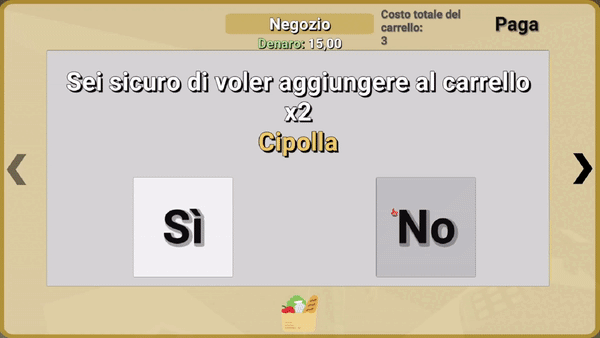 Negozio
Denaro: 15,00
Costo totale del
carrello:
3
Paga
Sei sicuro di voler aggiungere al carrello
x2
Cipolla
Sì
No